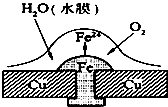 H₂O(水膜)
Fe²⁺
O₂
Fe
Cu Cu